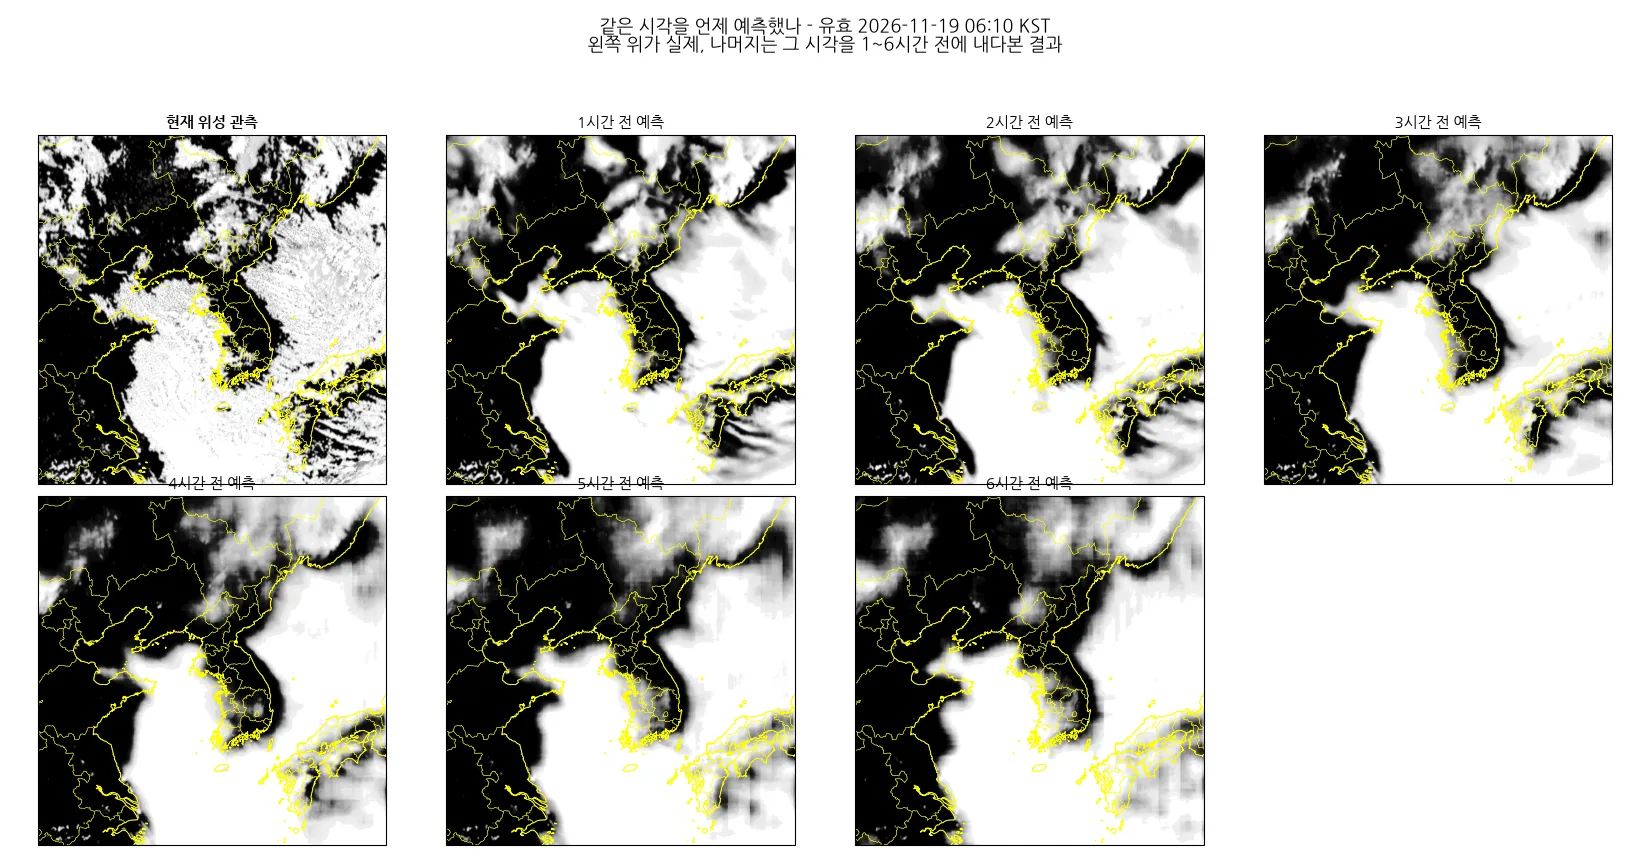 같은 시각을 언제 예측했나 - 유효 2026-11-19 06:10 KST
왼쪽 위가 실제, 나머지는 그 시각을 1~6시간 전에 내다본 결과
현재 위성 관측
1시간 전 예측
2시간 전 예측
3시간 전 예측
4시간 전 예측
5시간 전 예측
6시간 전 예측